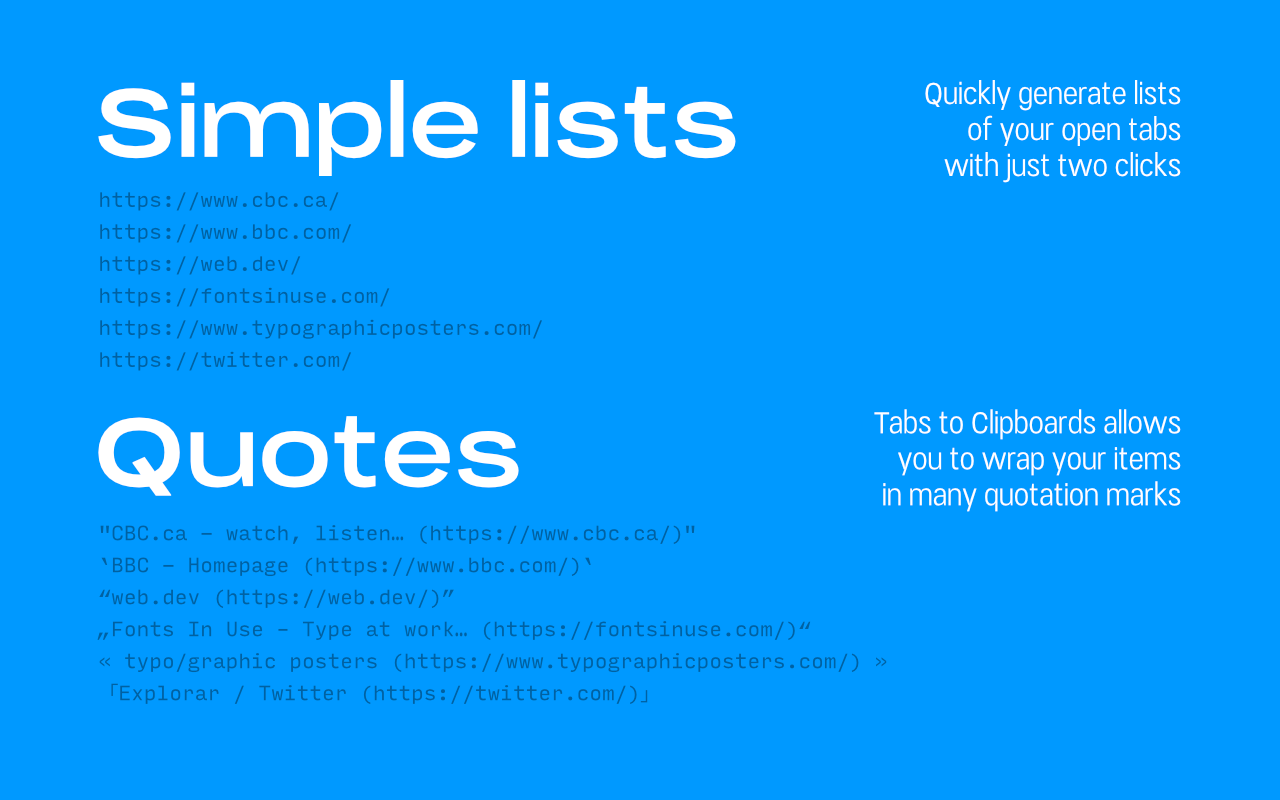 Simple lists
Quickly generate lists
of your open tabs
with just two clicks
https://www.cbc.ca/
https://www.bbc.com/
https://web.dev/
https://fontsinuse.com/
https://www.typographicposters.com/
https://twitter.com/
Quotes
Tabs to Clipboards allows
you to wrap your items
in many quotation marks
"CBC.ca – watch, listen… (https://www.cbc.ca/)"
`BBC – Homepage (https://www.bbc.com/)`
“web.dev (https://web.dev/)”
„Fonts In Use – Type at work… (https://fontsinuse.com/)“
« typo/graphic posters (https://www.typographicposters.com/) »
「Explorar / Twitter (https://twitter.com/)」